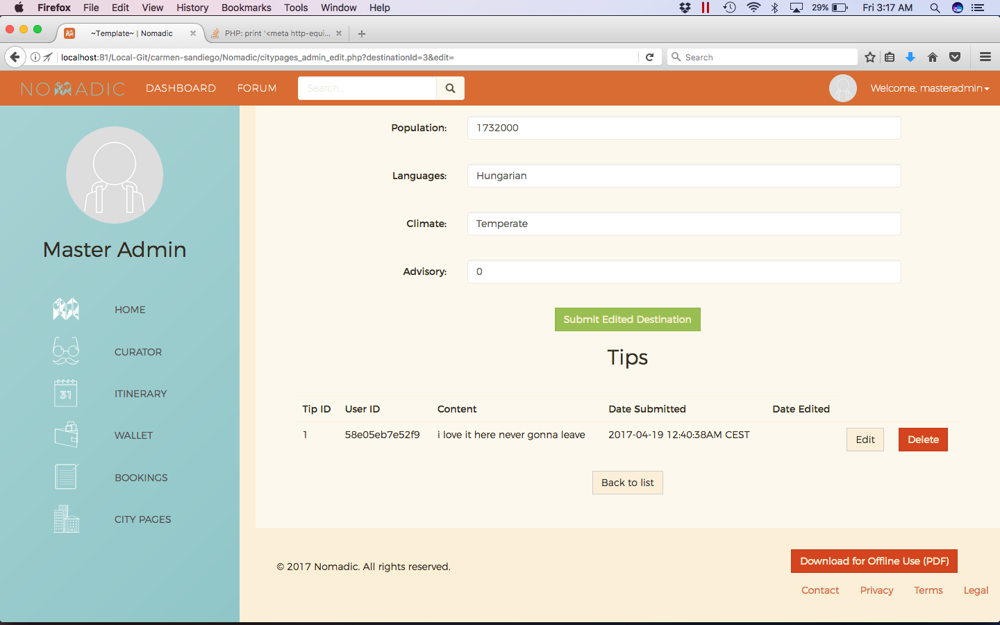 Firefox File Edit View History Bookmarks Tools Window Help 29% Fri 3:17 AM
~Template~ | Nomadic PHP: print '<meta http-equi...
localhost:81/Local-Git/carmen-sandiego/Nomadic/citypages_admin_edit.php?destinationId=3&edit= Search
NOMADIC DASHBOARD FORUM Search... Welcome, masteradmin
Master Admin
HOME
CURATOR
31 ITINERARY
WALLET
BOOKINGS
CITY PAGES
Population: 1732000
Languages: Hungarian
Climate: Temperate
Advisory: 0
Submit Edited Destination
Tips
Tip ID User ID Content Date Submitted Date Edited
1 58e05eb7e52f9 i love it here never gonna leave 2017-04-19 12:40:38AM CEST Edit Delete
Back to list
© 2017 Nomadic. All rights reserved.
Download for Offline Use (PDF)
Contact Privacy Terms Legal